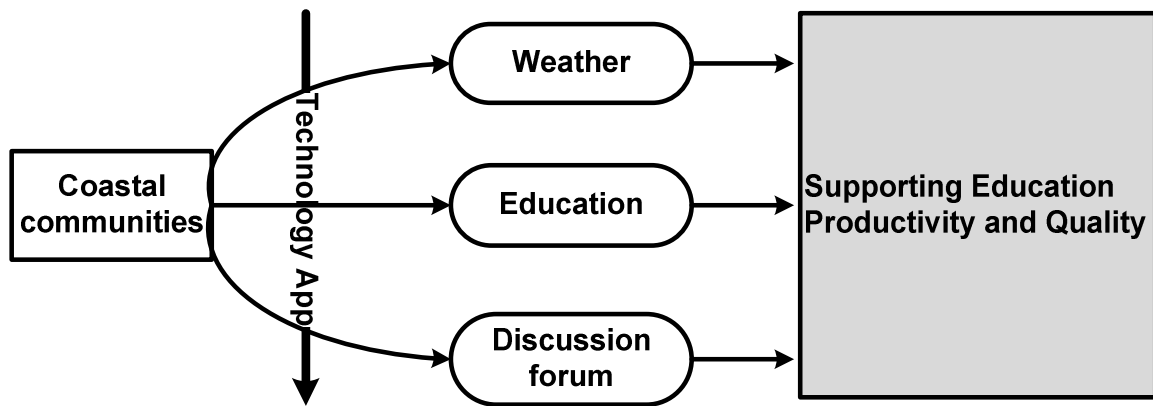 Coastal
communities
Technology App
Weather
Education
Discussion
forum
Supporting Education
Productivity and Quality